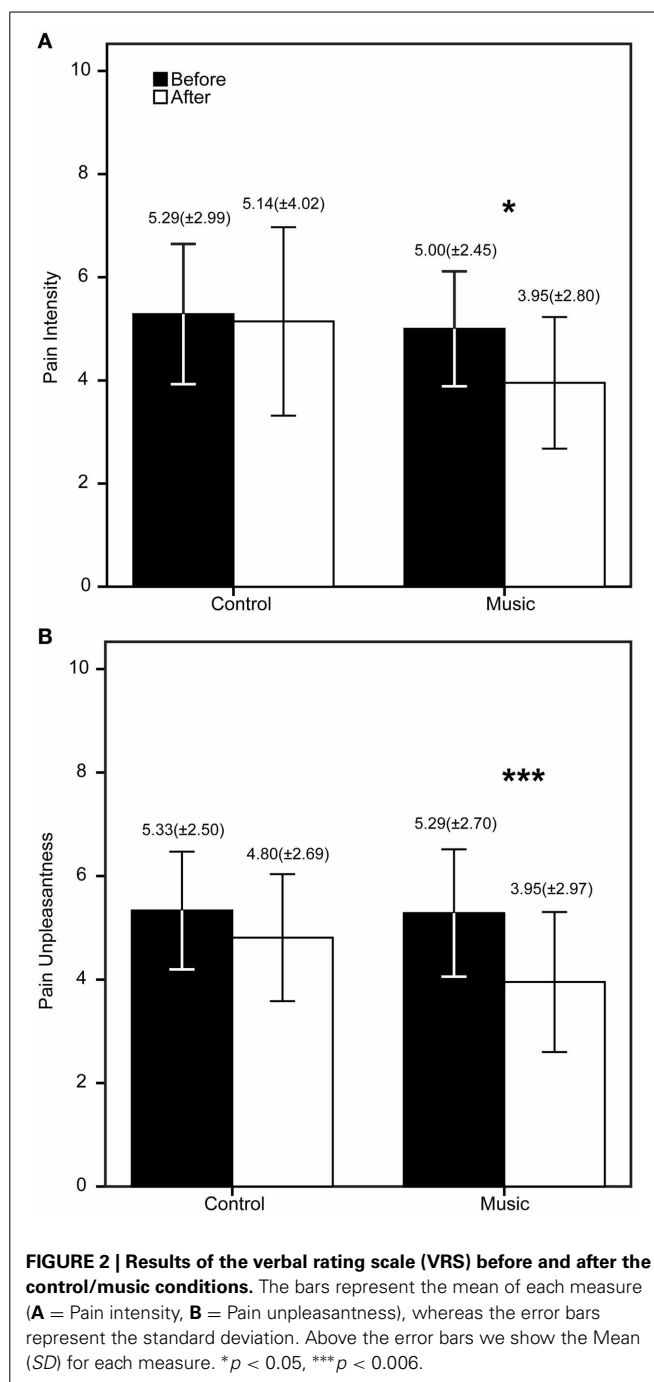 A
10
Before
After
8
5.29(±2.99)
5.14(±4.02)
*
5.00(±2.45)
3.95(±2.80)
6
Pain Intensity
4
2
0
Control
Music
B
10
8
***
5.33(±2.50)
4.80(±2.69)
5.29(±2.70)
3.95(±2.97)
6
Pain Unpleasantness
4
2
0
Control
Music
FIGURE 2 | Results of the verbal rating scale (VRS) before and after the
control/music conditions. The bars represent the mean of each measure
(A = Pain intensity, B = Pain unpleasantness), whereas the error bars
represent the standard deviation. Above the error bars we show the Mean
(SD) for each measure. *p < 0.05, ***p < 0.006.